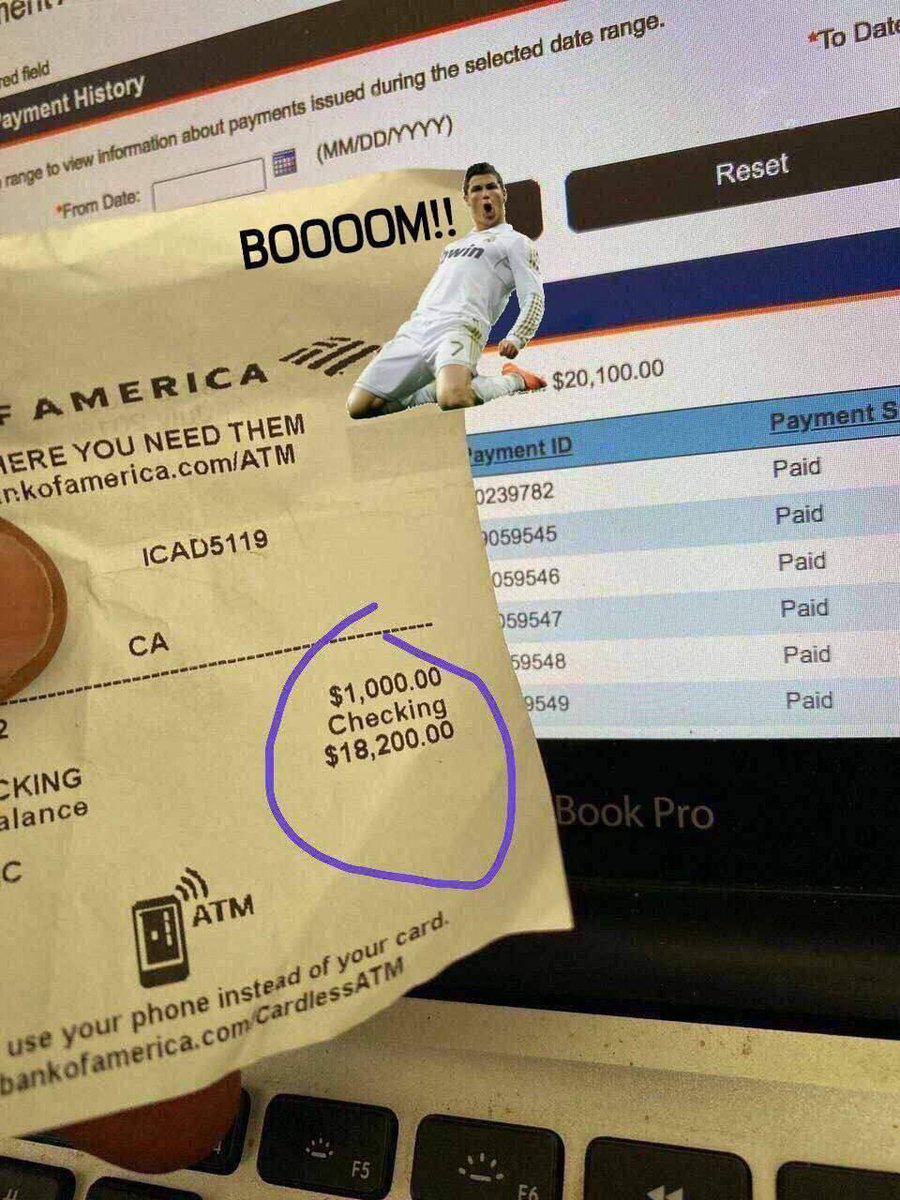 red field
Payment History
range to view information about payments issued during the selected date range.
*From Date:
(MM/DD/YYYY)
*To Date
Reset
BOOOOM!!
bwin
7
$20,100.00
F AMERICA
HERE YOU NEED THEM
nkofamerica.com/ATM
ICAD5119
CA
$1,000.00
Checking
$18,200.00
2
CKING
alance
C
ATM
use your phone instead of your card.
bankofamerica.com/CardlessATM
Payment ID Payment S
0239782 Paid
059545 Paid
059546 Paid
059547 Paid
59548 Paid
9549 Paid
Book Pro
F5
F6